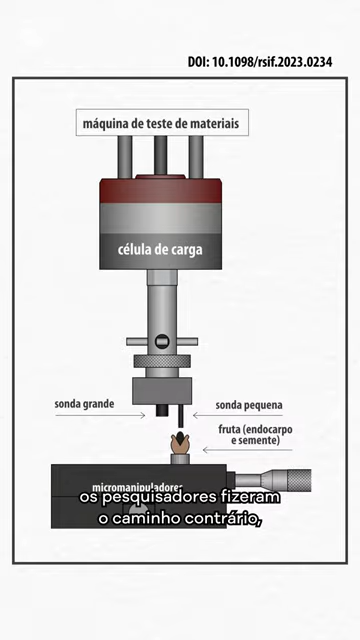 DOI: 10.1098/rsif.2023.0234
máquina de teste de materiais
célula de carga
sonda grande
sonda pequena
fruta (endocarpo
e semente)
micromanipuladores
os pesquisadores fizeram
o caminho contrário,